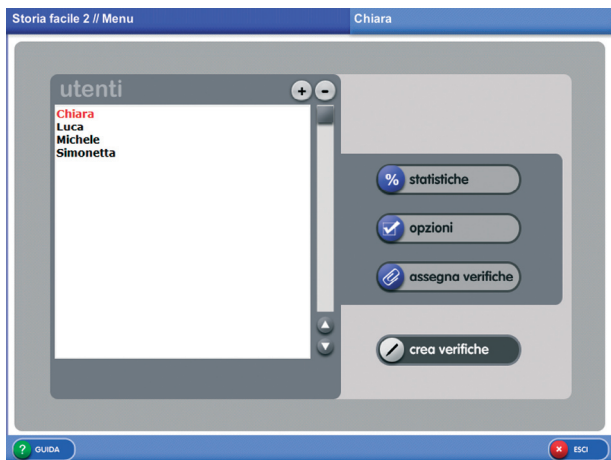 Storia facile 2 // Menu
Chiara
utenti
+ -
Chiara
Luca
Michele
Simonetta
% statistiche
opzioni
assegna verifiche
crea verifiche
? GUIDA
ESCI